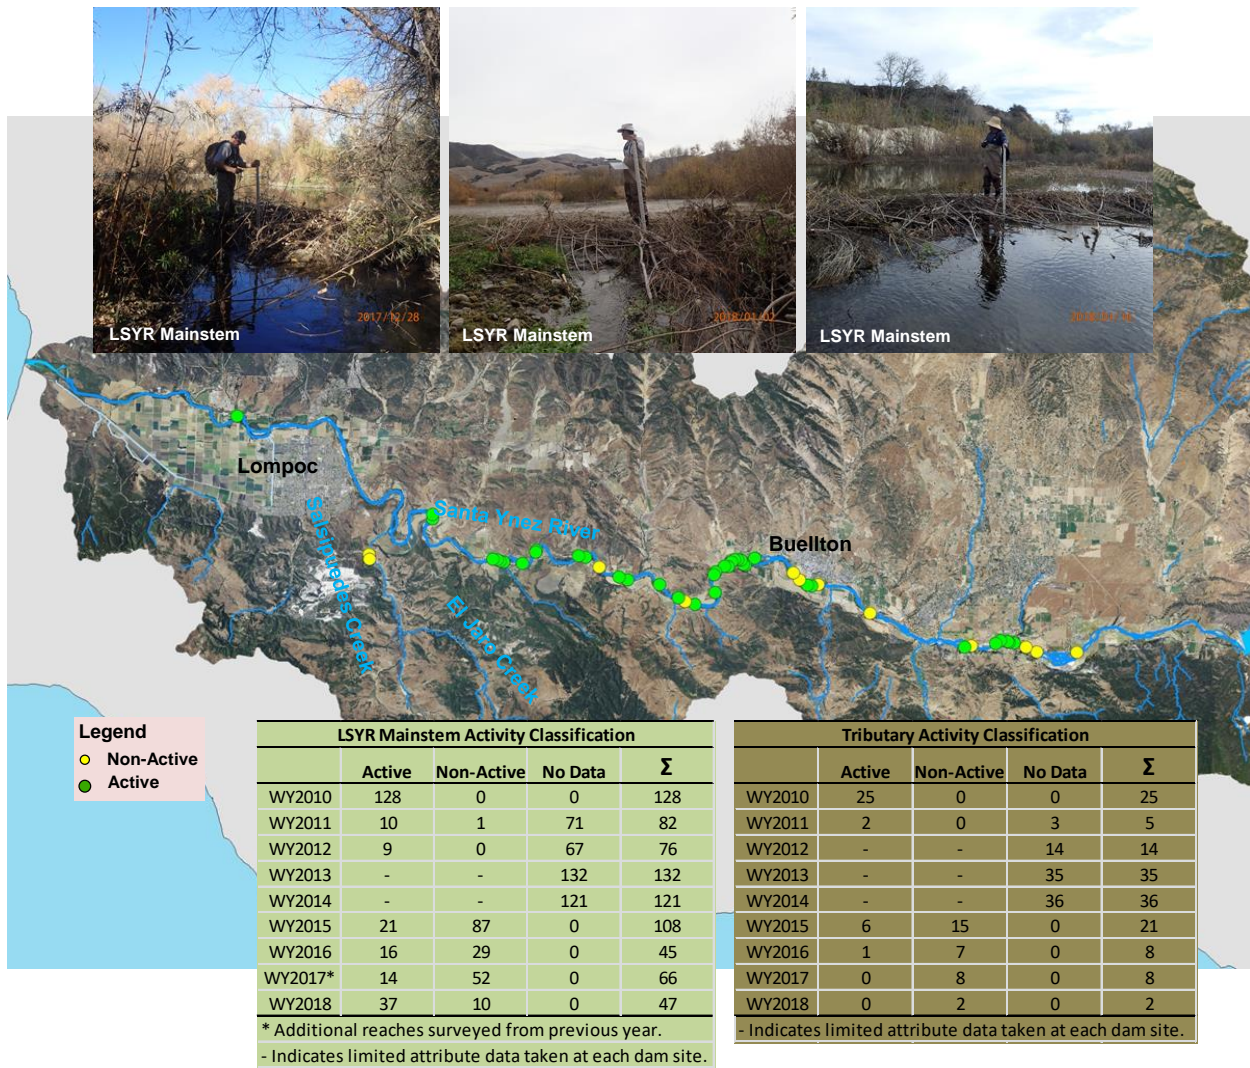 2017/12/28
LSYR Mainstem
LSYR Mainstem
LSYR Mainstem
Lompoc
Salsipuedes Creek
Santa Ynez River
El Jaro Creek
Buellton
Legend
Non-Active
Active
LSYR Mainstem Activity Classification
Active Non-Active No Data Σ
WY2010 128 0 0 128
WY2011 10 1 71 82
WY2012 9 0 67 76
WY2013 - - 132 132
WY2014 - - 121 121
WY2015 21 87 0 108
WY2016 16 29 0 45
WY2017* 14 52 0 66
WY2018 37 10 0 47
* Additional reaches surveyed from previous year.
- Indicates limited attribute data taken at each dam site.
Tributary Activity Classification
Active Non-Active No Data Σ
WY2010 25 0 0 25
WY2011 2 0 3 5
WY2012 - - 14 14
WY2013 - - 35 35
WY2014 - - 36 36
WY2015 6 15 0 21
WY2016 1 7 0 8
WY2017 0 8 0 8
WY2018 0 2 0 2
- Indicates limited attribute data taken at each dam site.